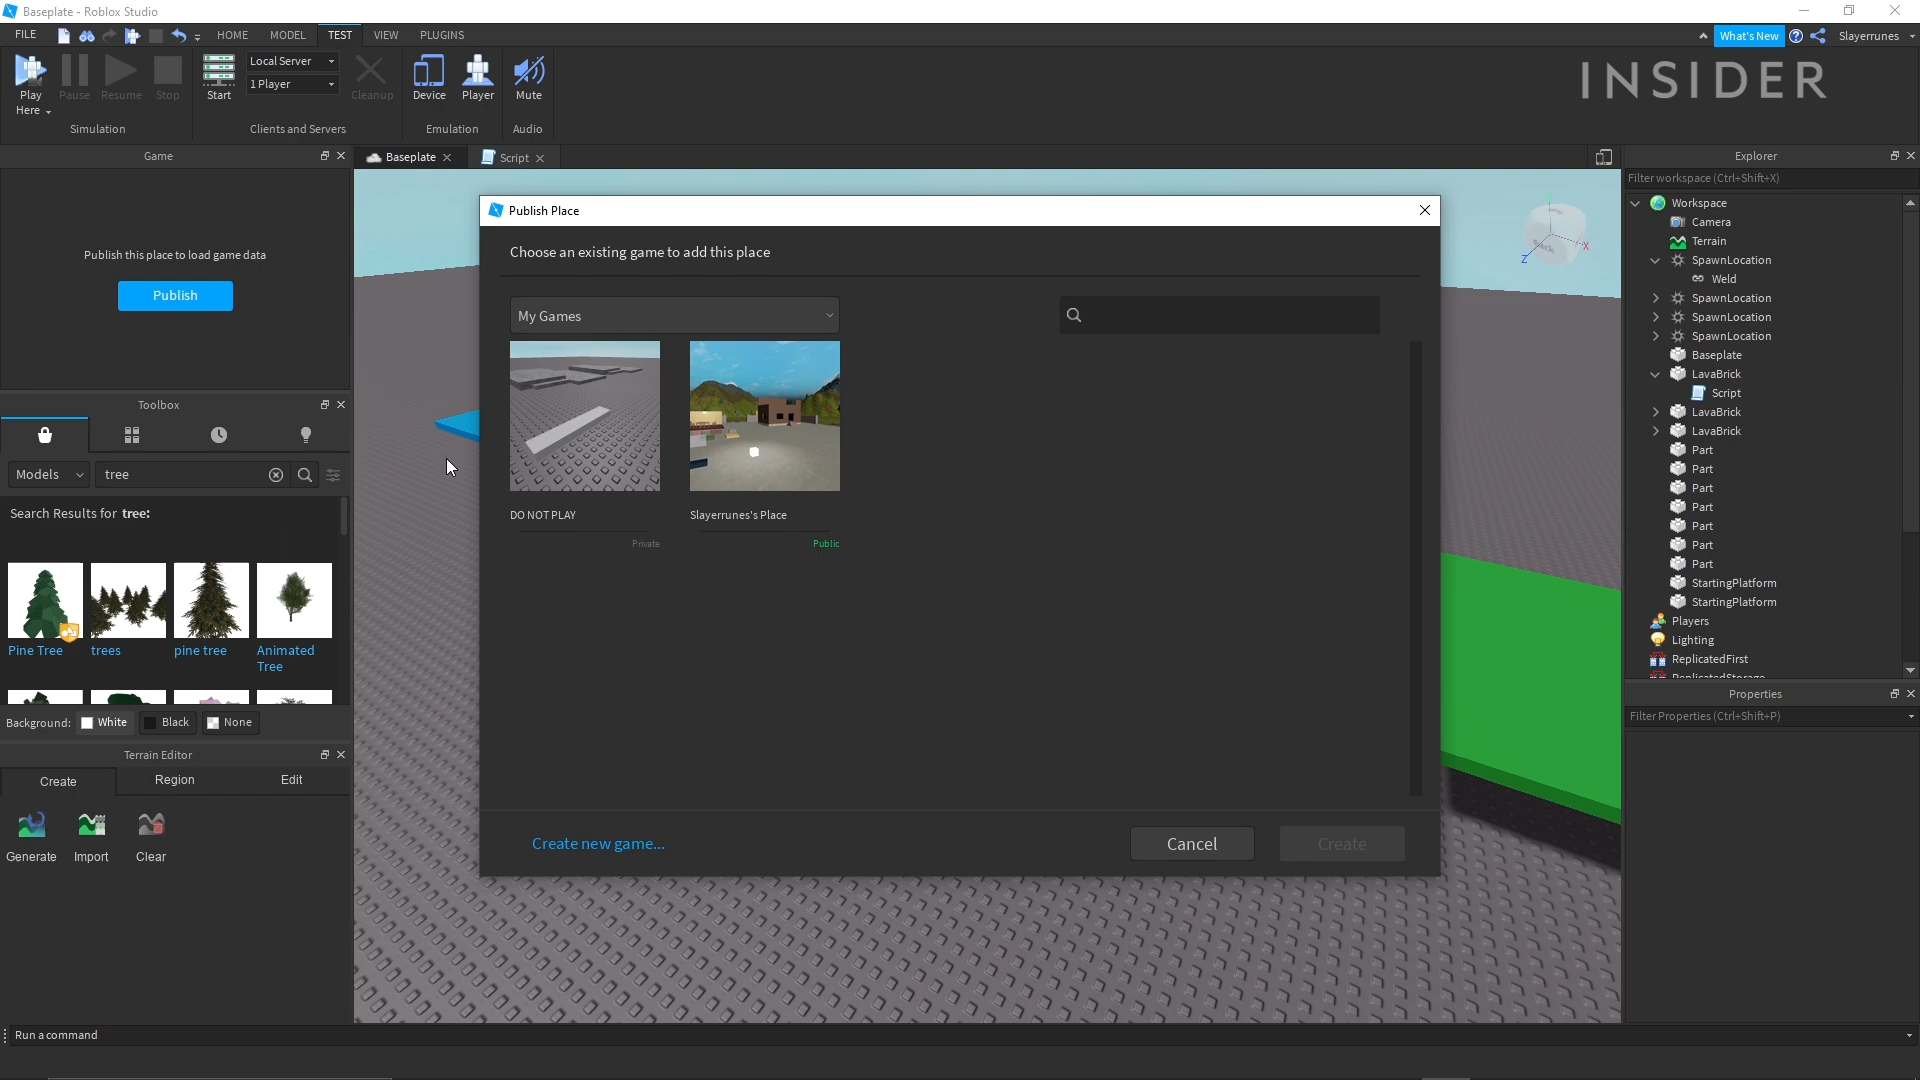 Baseplate - Roblox Studio
FILE
HOME
MODEL
TEST
VIEW
PLUGINS
What's New
Slayerrunes
Play
Here
Pause
Resume
Stop
Simulation
Start
Local Server
1 Player
Cleanup
Clients and Servers
Device
Player
Emulation
Mute
Audio
INSIDER
Game
Publish this place to load game data
Publish
Baseplate
Script
Toolbox
Models
tree
Search Results for tree:
Pine Tree
trees
pine tree
Animated
Tree
Background:
White
Black
None
Terrain Editor
Create
Region
Edit
Generate
Import
Clear
Publish Place
Choose an existing game to add this place
My Games
DO NOT PLAY
Private
Slayerrunes's Place
Public
Create new game...
Cancel
Create
X
Z
Explorer
Filter workspace (Ctrl+Shift+X)
Workspace
Camera
Terrain
SpawnLocation
Weld
SpawnLocation
SpawnLocation
SpawnLocation
Baseplate
LavaBrick
Script
LavaBrick
LavaBrick
Part
Part
Part
Part
Part
Part
Part
StartingPlatform
StartingPlatform
Players
Lighting
ReplicatedFirst
ReplicatedStorage
Properties
Filter Properties (Ctrl+Shift+P)
Run a command